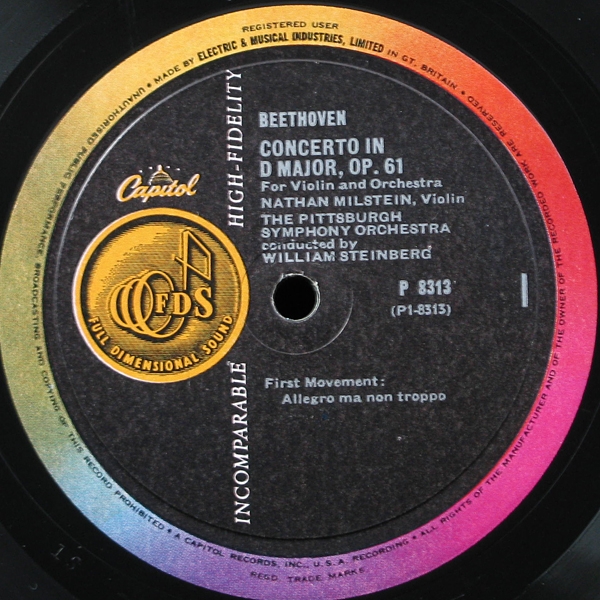 REGISTERED USER
• MADE BY ELECTRIC & MUSICAL INDUSTRIES, LIMITED IN GT. BRITAIN •
ALL RIGHTS OF THE MANUFACTURER AND OF THE OWNER OF THE RECORDED WORK ARE RESERVED •
UNAUTHORISED PUBLIC PERFORMANCE, BROADCASTING AND COPYING OF THIS RECORD PROHIBITED •
A CAPITOL RECORDS, INC., U. S. A. RECORDING •
REGD. TRADE MARKS
Capitol
FDS
FULL DIMENSIONAL SOUND
INCOMPARABLE HIGH-FIDELITY
BEETHOVEN
CONCERTO IN
D MAJOR, OP. 61
For Violin and Orchestra
NATHAN MILSTEIN, Violin
THE PITTSBURGH
SYMPHONY ORCHESTRA
conducted by
WILLIAM STEINBERG
P 8313
(P1-8313)
1
First Movement:
Allegro ma non troppo